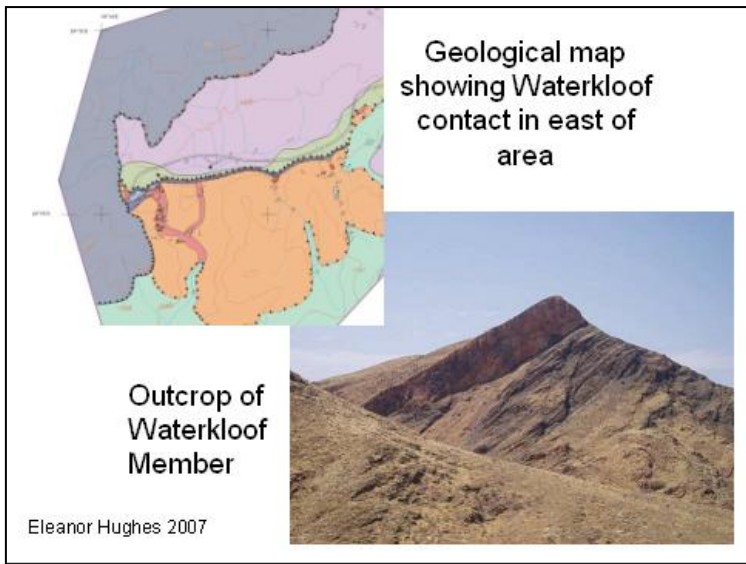 Geological map
showing Waterkloof
contact in east of
area
Outcrop of
Waterkloof
Member
Eleanor Hughes 2007